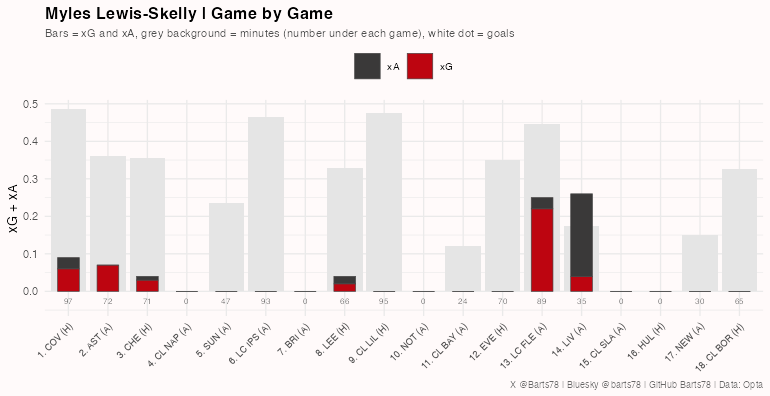 Myles Lewis-Skelly | Game by Game
Bars = xG and xA, grey background = minutes (number under each game), white dot = goals
xA xG
xG + xA
0.5
0.4
0.3
0.2
0.1
0.0
97 72 71 0 47 93 0 66 95 0 24 70 89 35 0 0 30 65
1. COV (H)
2. AST (A)
3. CHE (H)
4. CL NAP (A)
5. SUN (A)
6. LC IPS (A)
7. BRI (A)
8. LEE (H)
9. CL LIL (H)
10. NOT (A)
11. CL BAY (A)
12. EVE (H)
13. LC FLE (A)
14. LIV (A)
15. CL SLA (A)
16. HUL (H)
17. NEW (A)
18. CL BOR (H)
X @Barts78 | Bluesky @barts78 | GitHub Barts78 | Data: Opta